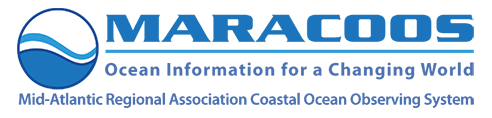 MARACOOS
Ocean Information for a Changing World
Mid-Atlantic Regional Association Coastal Ocean Observing System